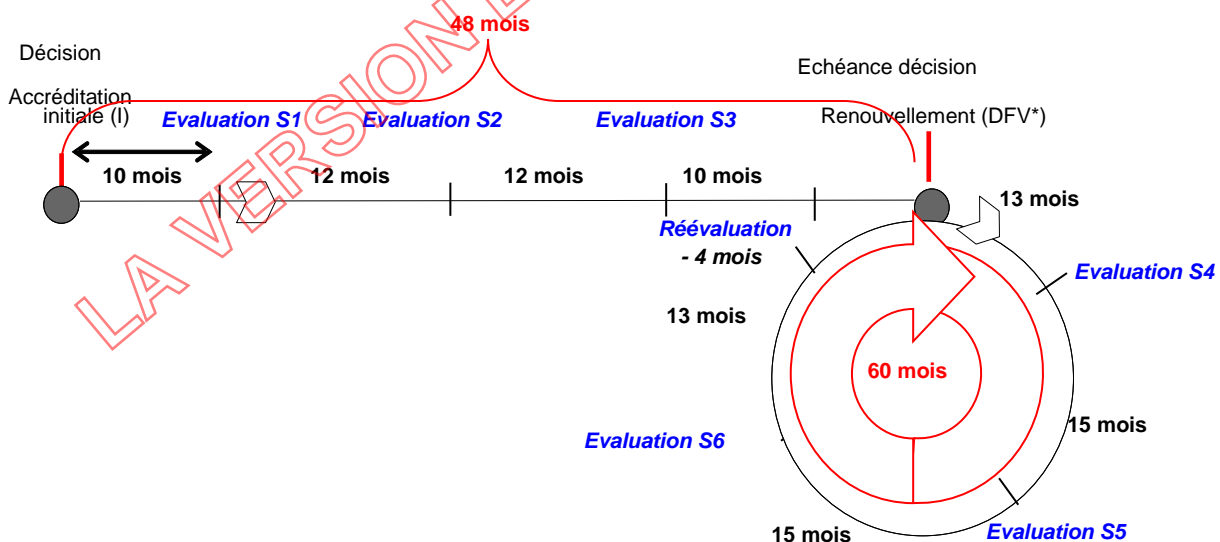 48 mois
Décision
Echéance décision
Accréditation
initiale (I)
Evaluation S1
Evaluation S2
Evaluation S3
Renouvellement (DFV*)
10 mois
12 mois
12 mois
10 mois
13 mois
Réévaluation
- 4 mois
Evaluation S4
13 mois
60 mois
15 mois
Evaluation S6
15 mois
Evaluation S5
LA VERSION